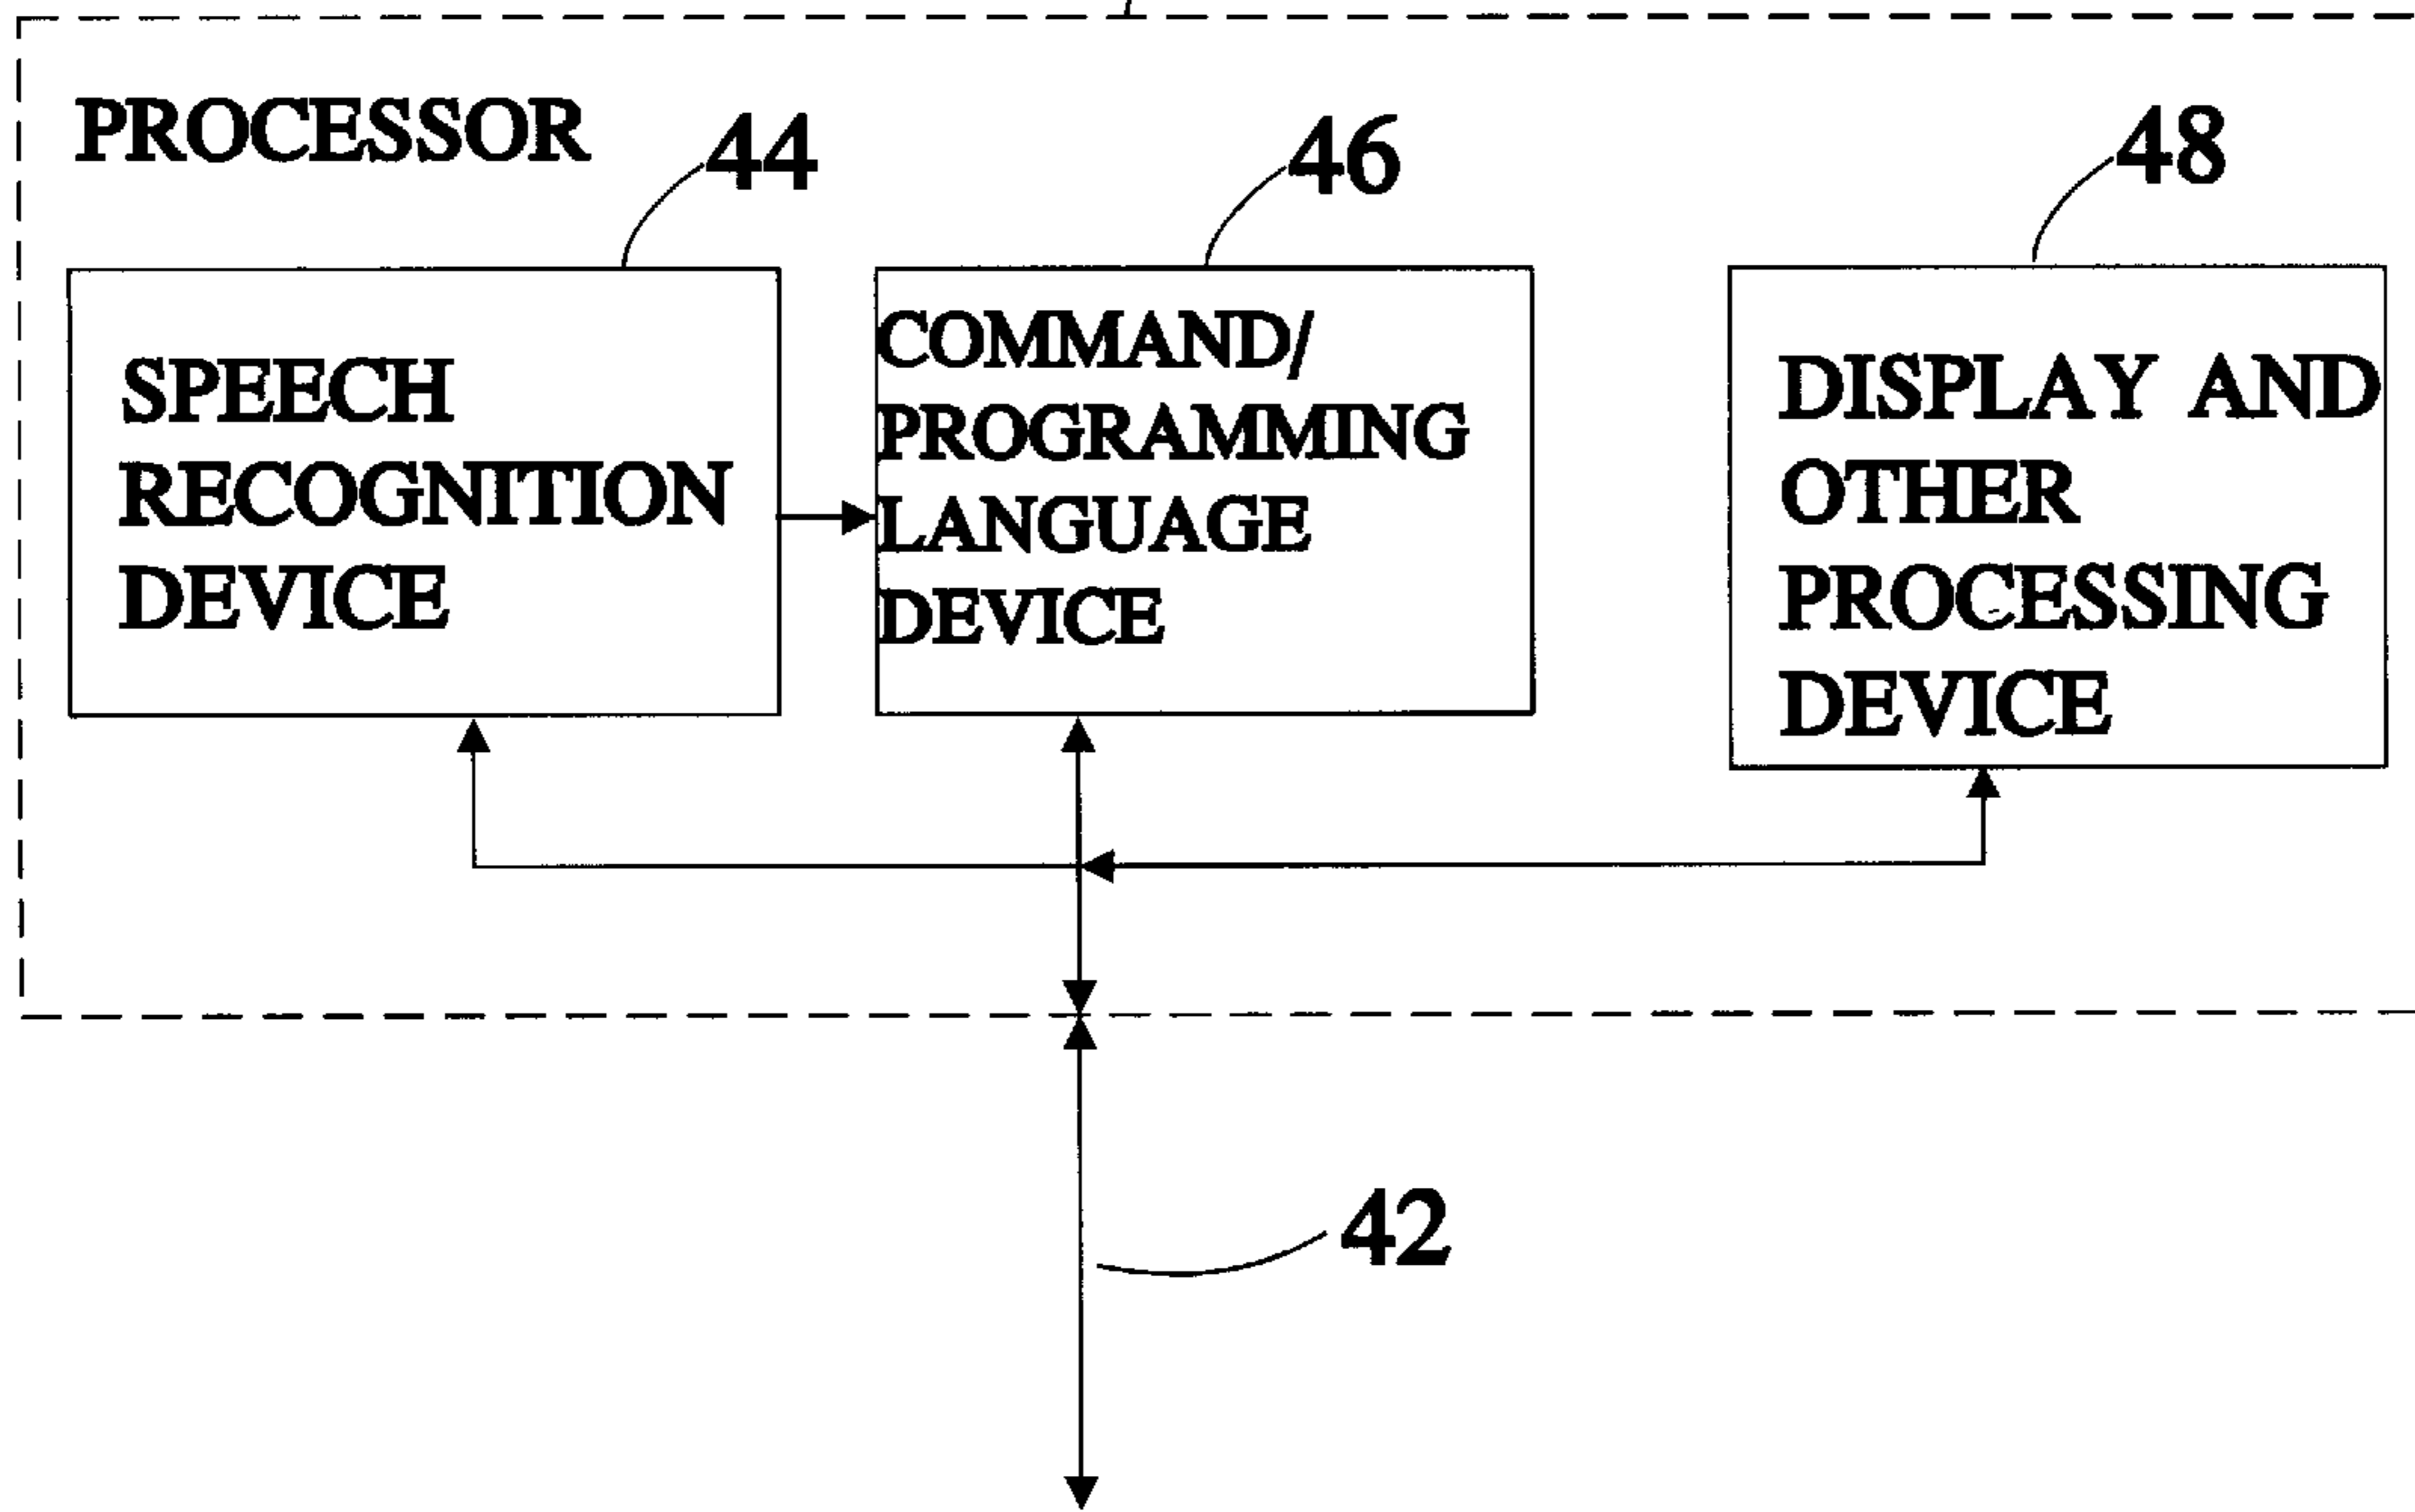 PROCESSOR
44
46
48
SPEECH
RECOGNITION
DEVICE
COMMAND/
PROGRAMMING
LANGUAGE
DEVICE
DISPLAY AND
OTHER
PROCESSING
DEVICE
42